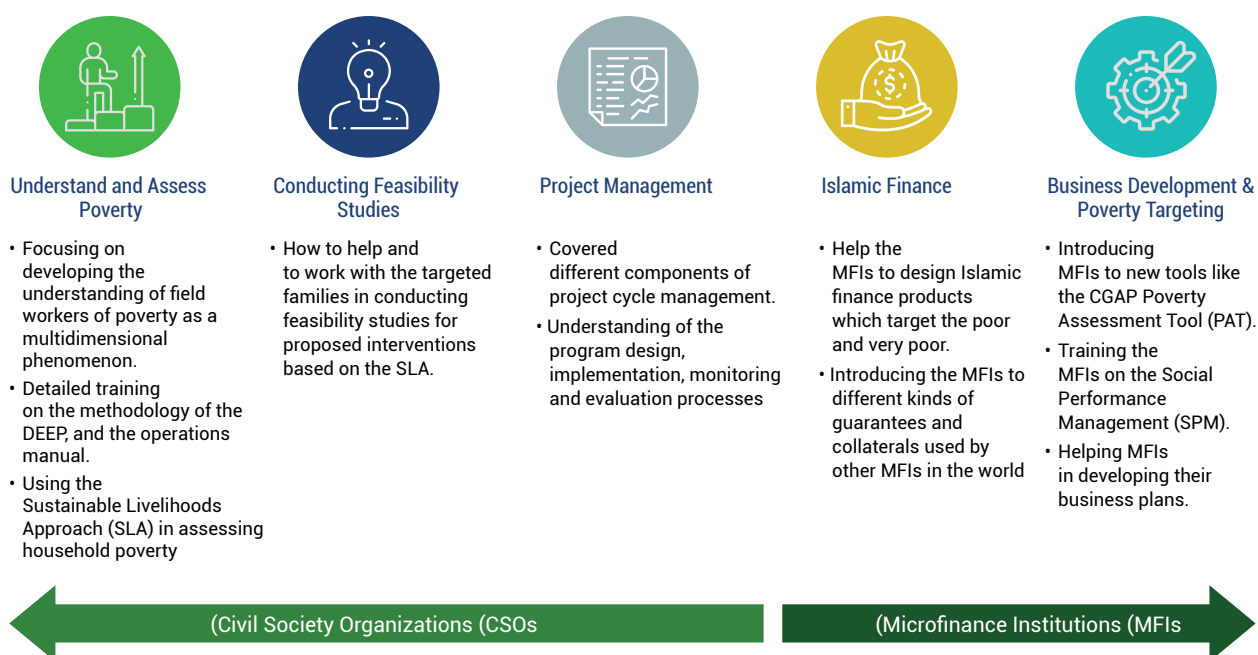 $
Understand and Assess
Poverty
• Focusing on
developing the
understanding of field
workers of poverty as a
multidimensional
phenomenon.
• Detailed training
on the methodology of the
DEEP, and the operations
manual.
• Using the
Sustainable Livelihoods
Approach (SLA) in assessing
household poverty
Conducting Feasibility
Studies
• How to help and
to work with the targeted
families in conducting
feasibility studies for
proposed interventions
based on the SLA.
Project Management
• Covered
different components of
project cycle management.
• Understanding of the
program design,
implementation, monitoring
and evaluation processes
Islamic Finance
• Help the
MFIs to design Islamic
finance products
which target the poor
and very poor.
• Introducing the MFIs to
different kinds of
guarantees and
collaterals used by
other MFIs in the world
Business Development &
Poverty Targeting
• Introducing
MFIs to new tools like
the CGAP Poverty
Assessment Tool (PAT).
• Training the
MFIs on the Social
Performance
Management (SPM).
• Helping MFIs
in developing their
business plans.
(Civil Society Organizations (CSOs
(Microfinance Institutions (MFIs